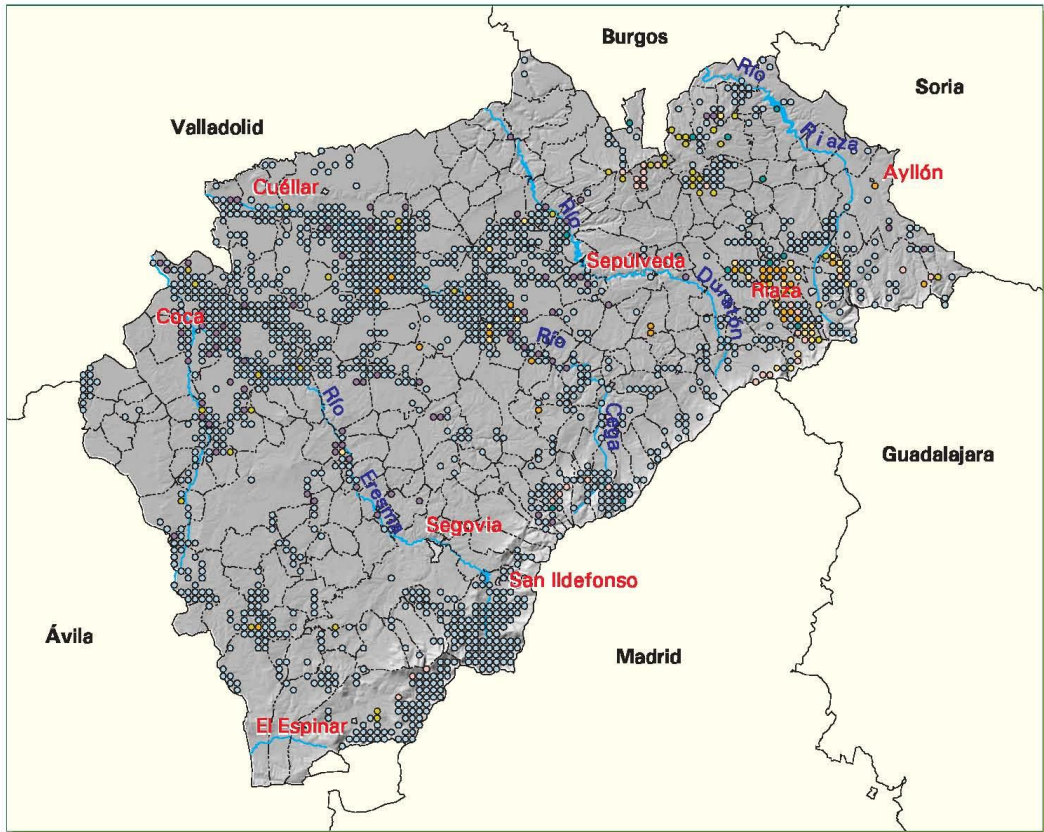 Burgos
Río
Soria
Valladolid
Riaza
Ayllón
Cuéllar
Río
Sepúlveda
Duratón
Riaza
Coca
Río
Río
Cega
Guadalajara
Eresma
Segovia
San Ildefonso
Ávila
Madrid
El Espinar